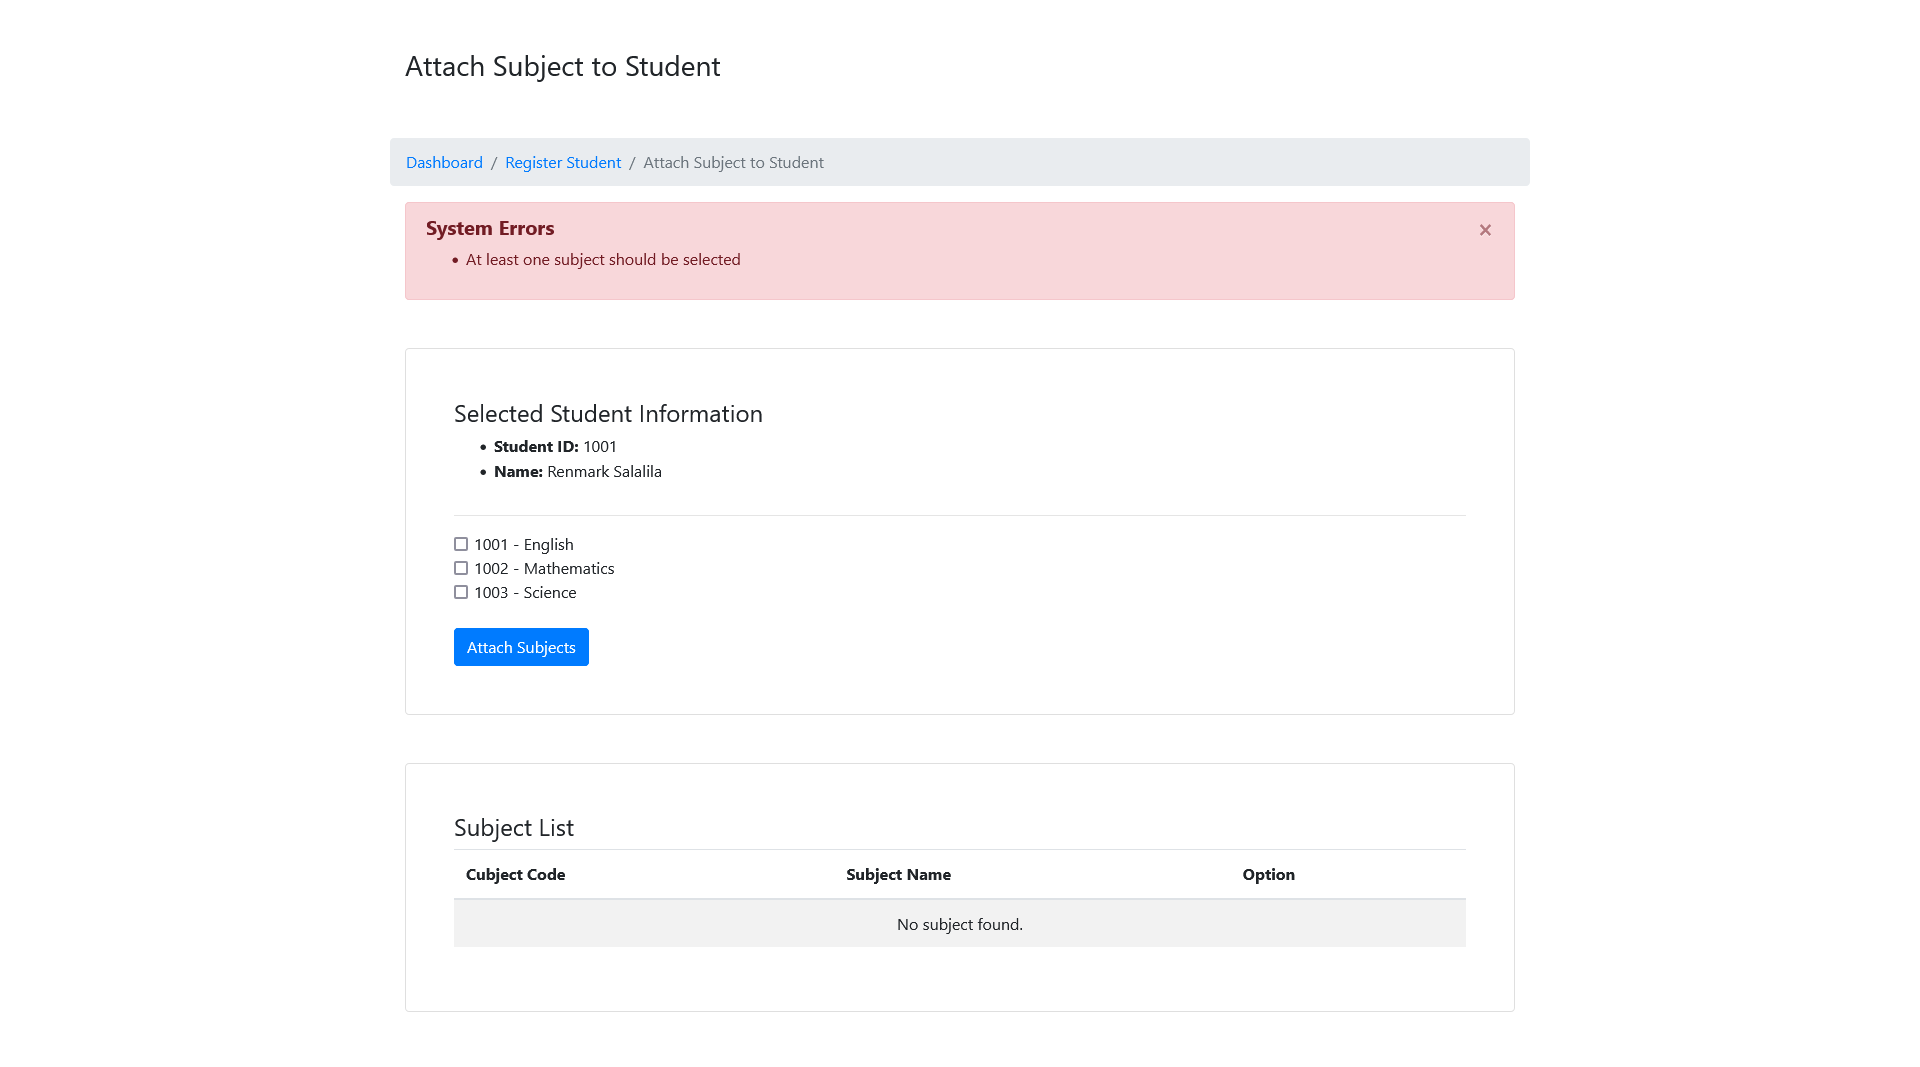 Attach Subject to Student
Dashboard / Register Student / Attach Subject to Student
System Errors ×
• At least one subject should be selected
Selected Student Information
• Student ID: 1001
• Name: Renmark Salalila
1001 - English
1002 - Mathematics
1003 - Science
Attach Subjects
Subject List
Cubject Code Subject Name Option
No subject found.